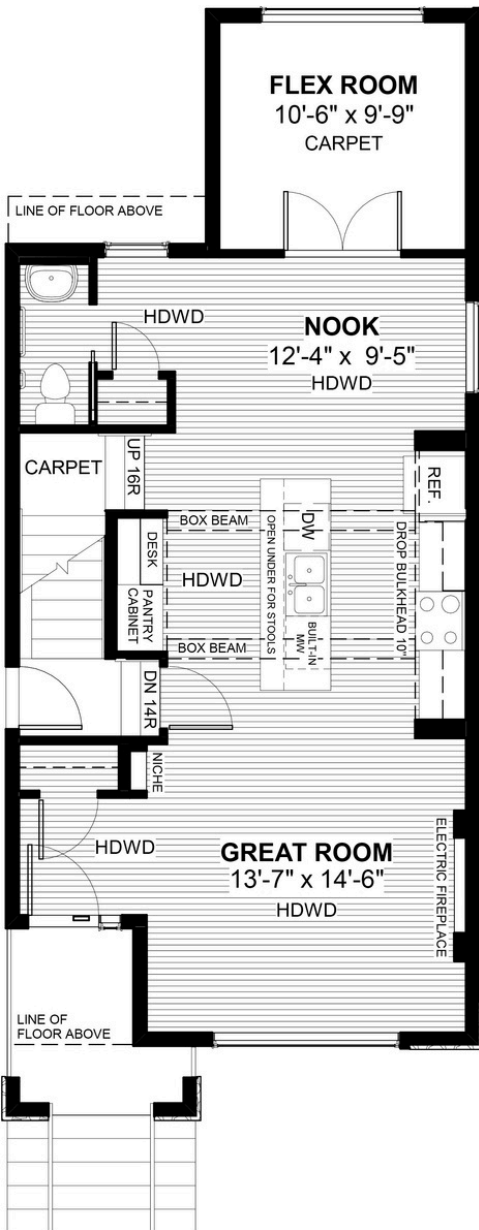 FLEX ROOM
10'-6" x 9'-9"
CARPET
LINE OF FLOOR ABOVE
HDWD
NOOK
12'-4" x 9'-5"
HDWD
CARPET
UP 16R
REF.
BOX BEAM
DESK
PANTRY
CABINET
HDWD
OPEN UNDER FOR STOOLS
DW
BUILT-IN
MW
DROP BULKHEAD 10"
BOX BEAM
DN 14R
NICHE
HDWD
GREAT ROOM
13'-7" x 14'-6"
HDWD
ELECTRIC FIREPLACE
LINE OF
FLOOR ABOVE